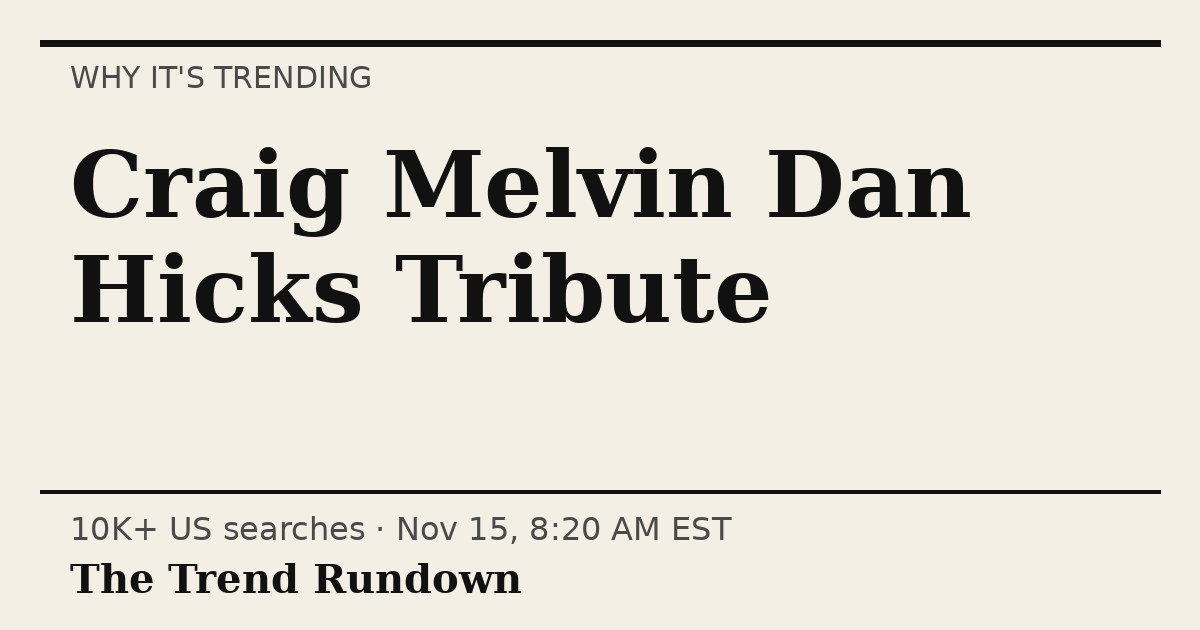 WHY IT'S TRENDING
Craig Melvin Dan
Hicks Tribute
10K+ US searches · Nov 15, 8:20 AM EST
The Trend Rundown